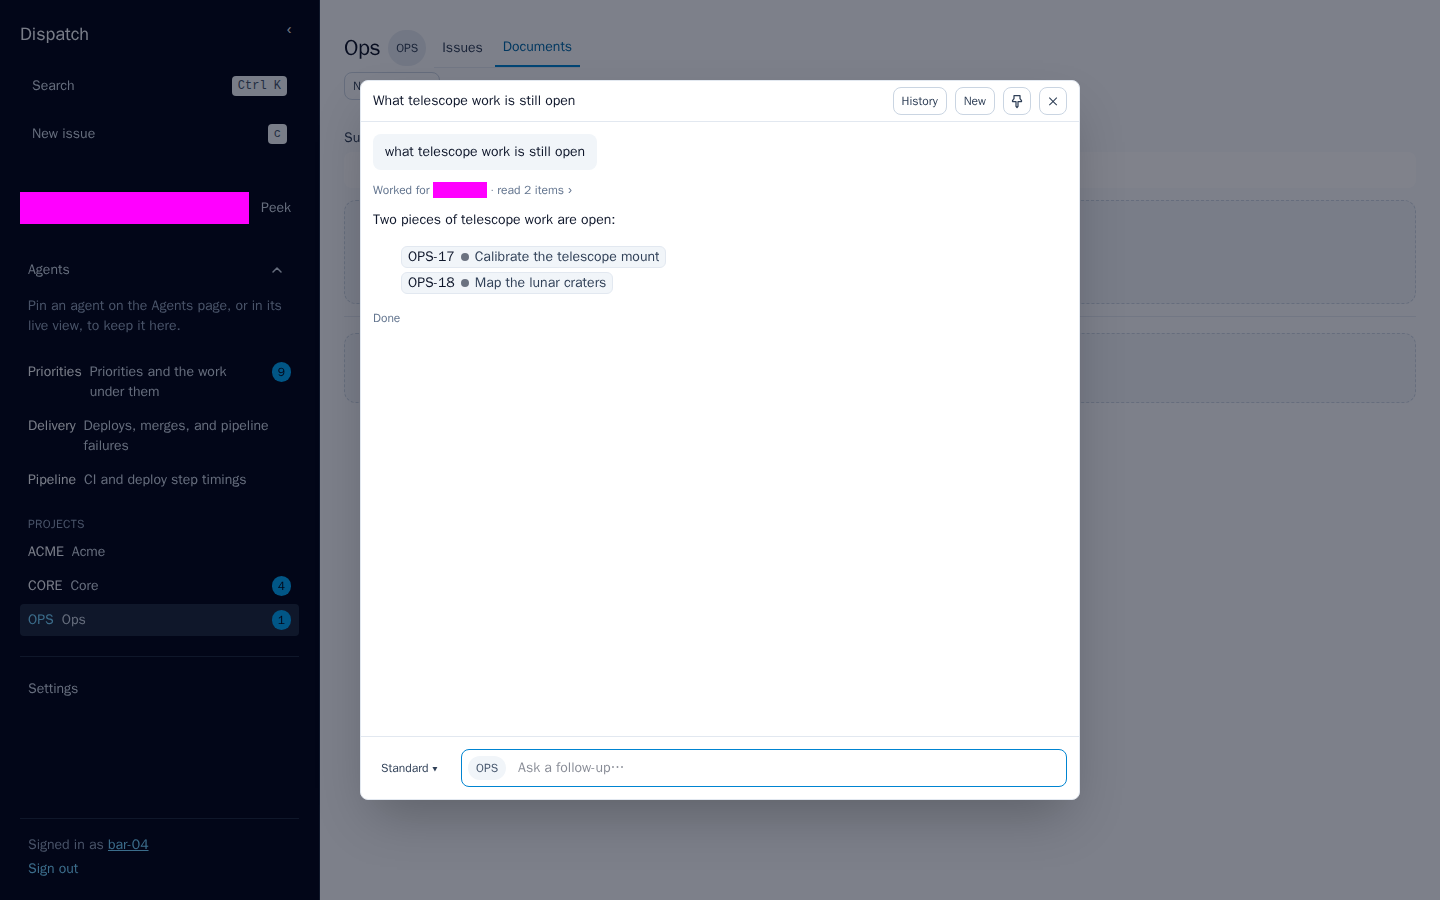 Dispatch
Search Ctrl K
New issue C
Peek
Agents
Pin an agent on the Agents page, or in its
live view, to keep it here.
Priorities Priorities and the work 9
under them
Delivery Deploys, merges, and pipeline
failures
Pipeline CI and deploy step timings
PROJECTS
ACME Acme
CORE Core 4
OPS Ops 1
Settings
Signed in as bar-04
Sign out
Ops OPS Issues Documents
What telescope work is still open History New
what telescope work is still open
Worked for · read 2 items ›
Two pieces of telescope work are open:
OPS-17 Calibrate the telescope mount
OPS-18 Map the lunar craters
Done
Standard ▾ OPS Ask a follow-up…